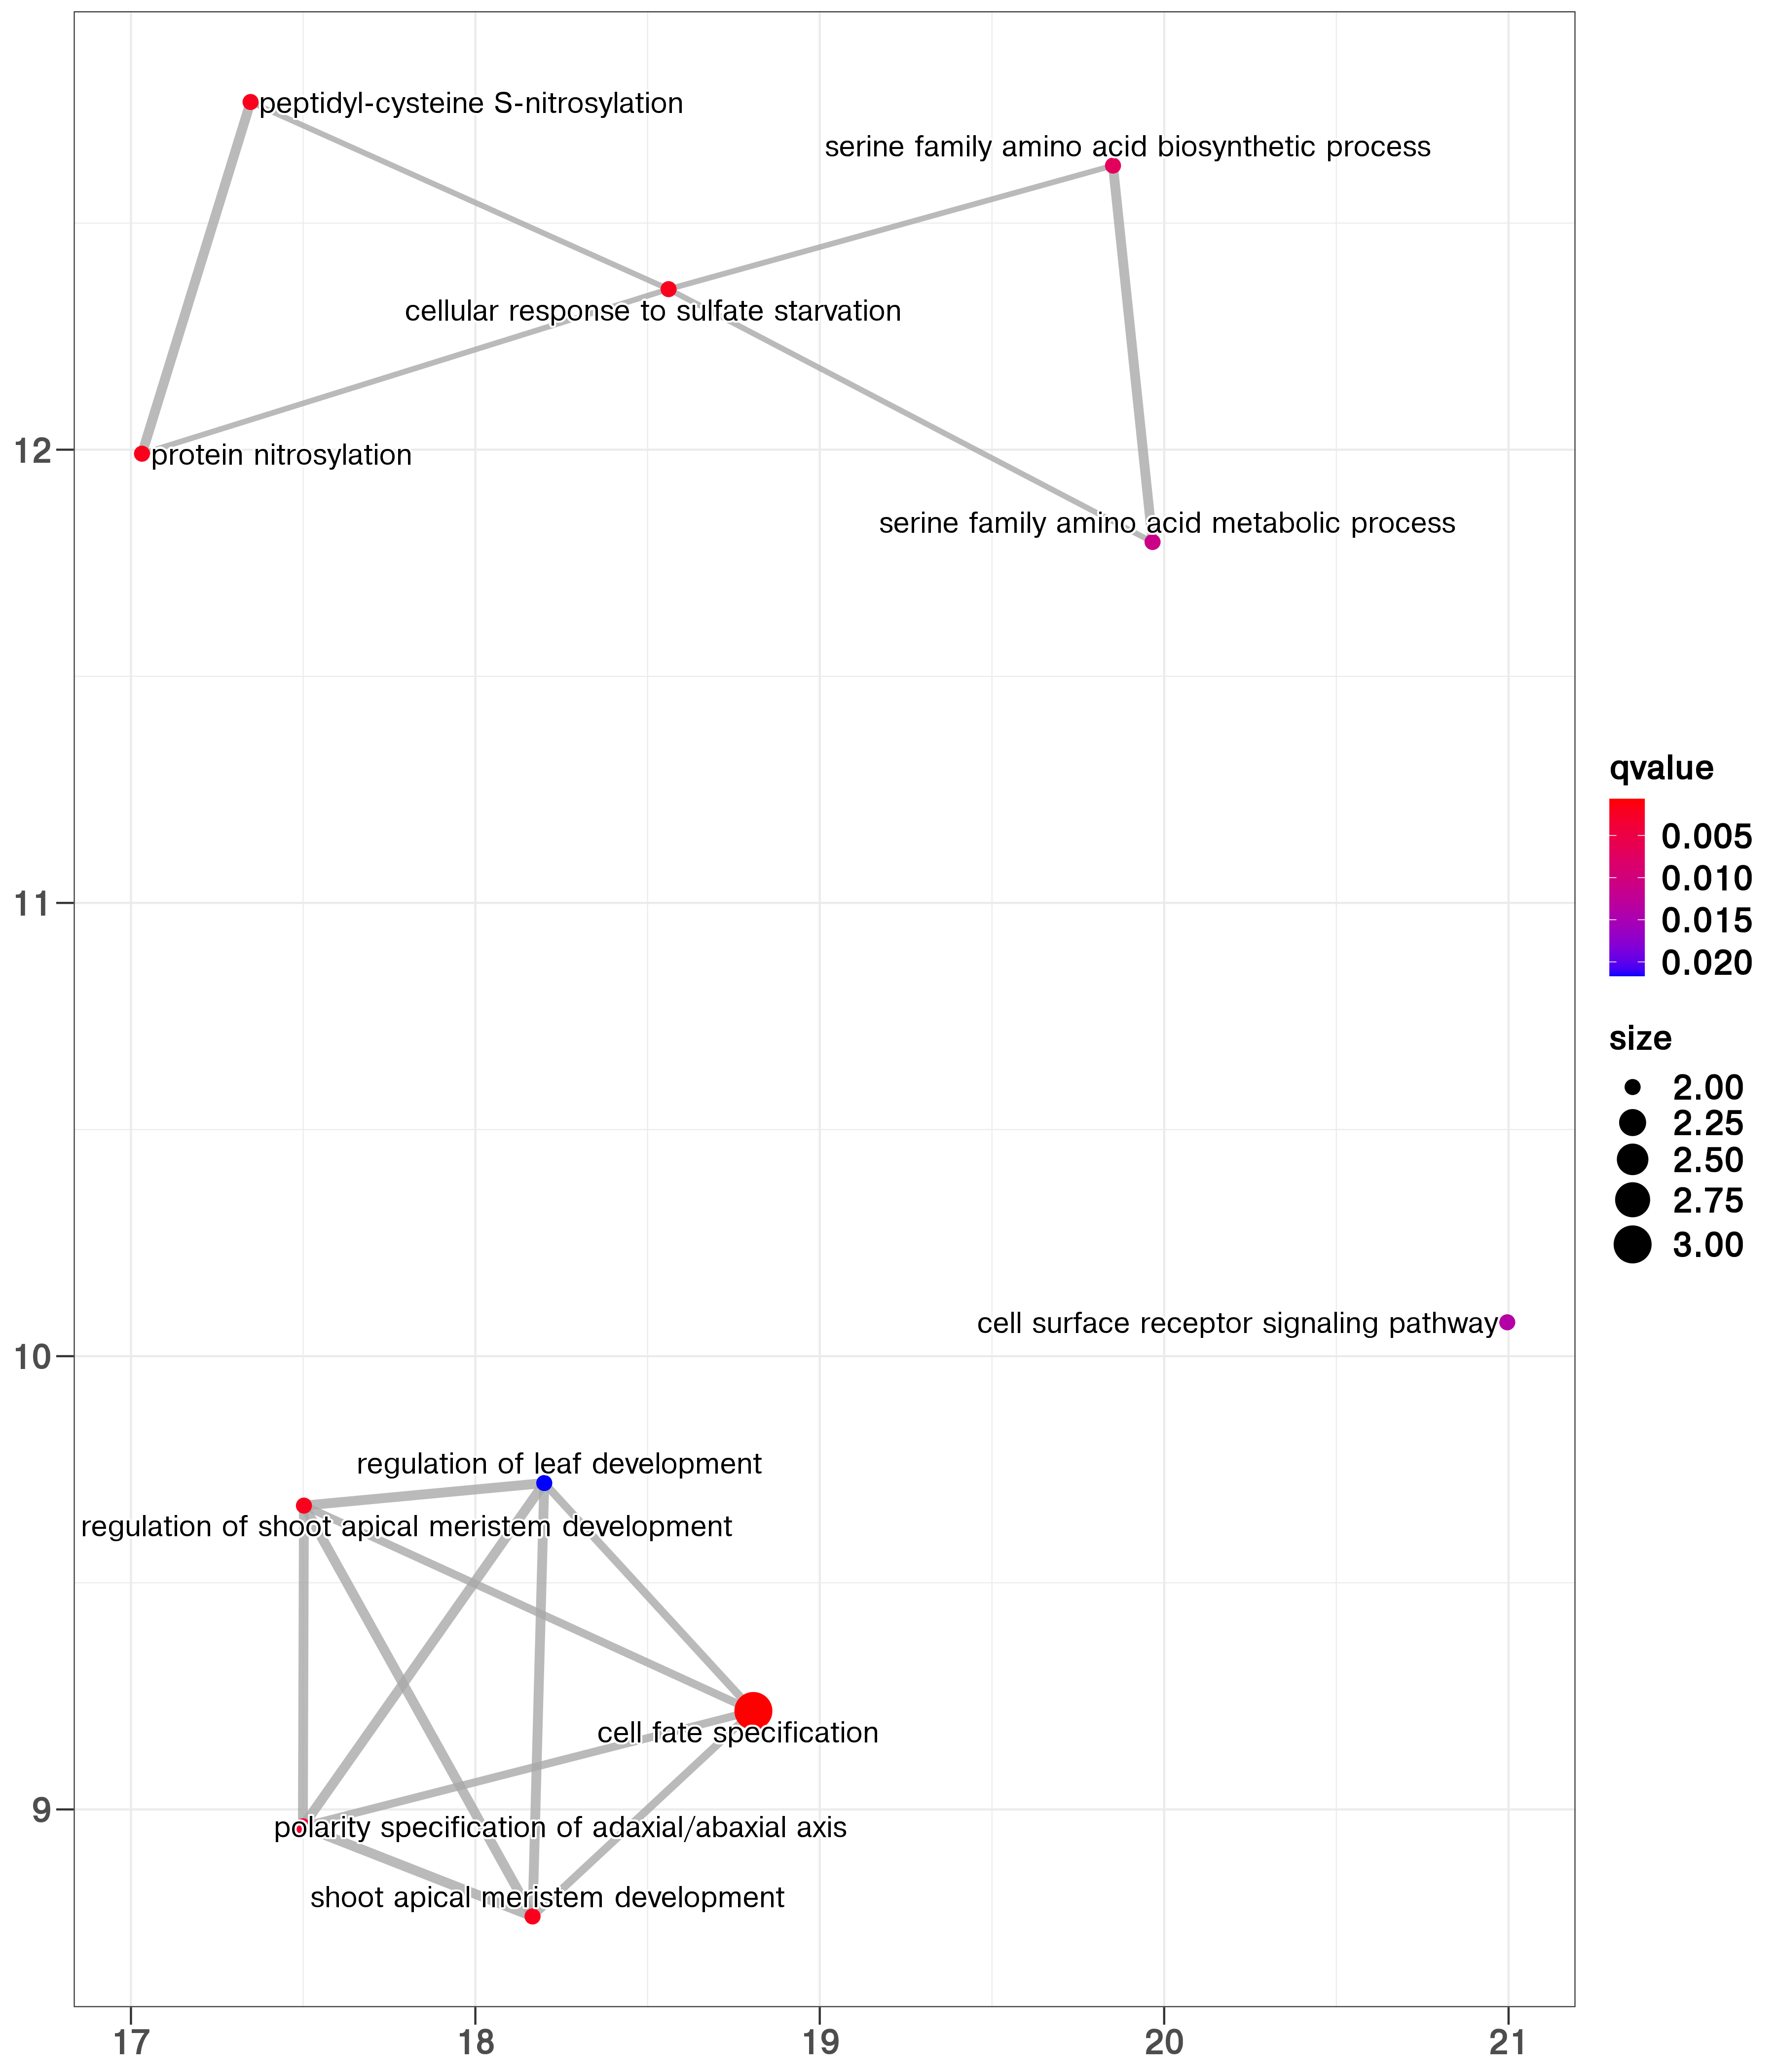 peptidyl-cysteine S-nitrosylation
serine family amino acid biosynthetic process
cellular response to sulfate starvation
protein nitrosylation
serine family amino acid metabolic process
cell surface receptor signaling pathway
regulation of leaf development
regulation of shoot apical meristem development
cell fate specification
polarity specification of adaxial/abaxial axis
shoot apical meristem development
12
11
10
9
17
18
19
20
21
qvalue
0.005
0.010
0.015
0.020
size
2.00
2.25
2.50
2.75
3.00